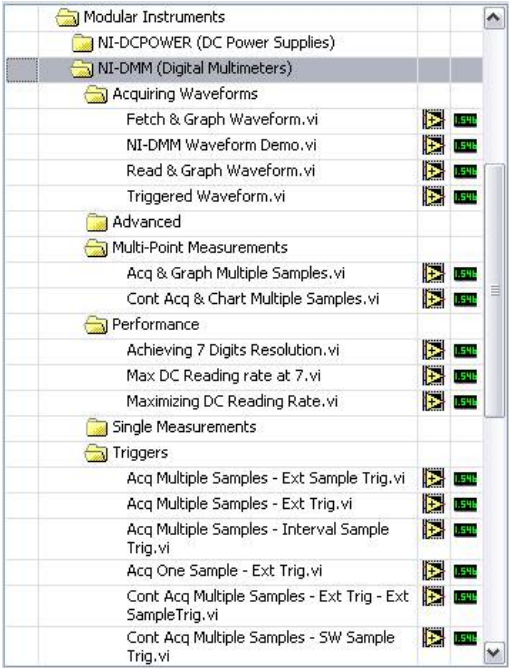 Modular Instruments
NI-DCPOWER (DC Power Supplies)
NI-DMM (Digital Multimeters)
Acquiring Waveforms
Fetch & Graph Waveform.vi
NI-DMM Waveform Demo.vi
Read & Graph Waveform.vi
Triggered Waveform.vi
Advanced
Multi-Point Measurements
Acq & Graph Multiple Samples.vi
Cont Acq & Chart Multiple Samples.vi
Performance
Achieving 7 Digits Resolution.vi
Max DC Reading rate at 7.vi
Maximizing DC Reading Rate.vi
Single Measurements
Triggers
Acq Multiple Samples - Ext Sample Trig.vi
Acq Multiple Samples - Ext Trig.vi
Acq Multiple Samples - Interval Sample
Trig.vi
Acq One Sample - Ext Trig.vi
Cont Acq Multiple Samples - Ext Trig - Ext
SampleTrig.vi
Cont Acq Multiple Samples - SW Sample
Trig.vi